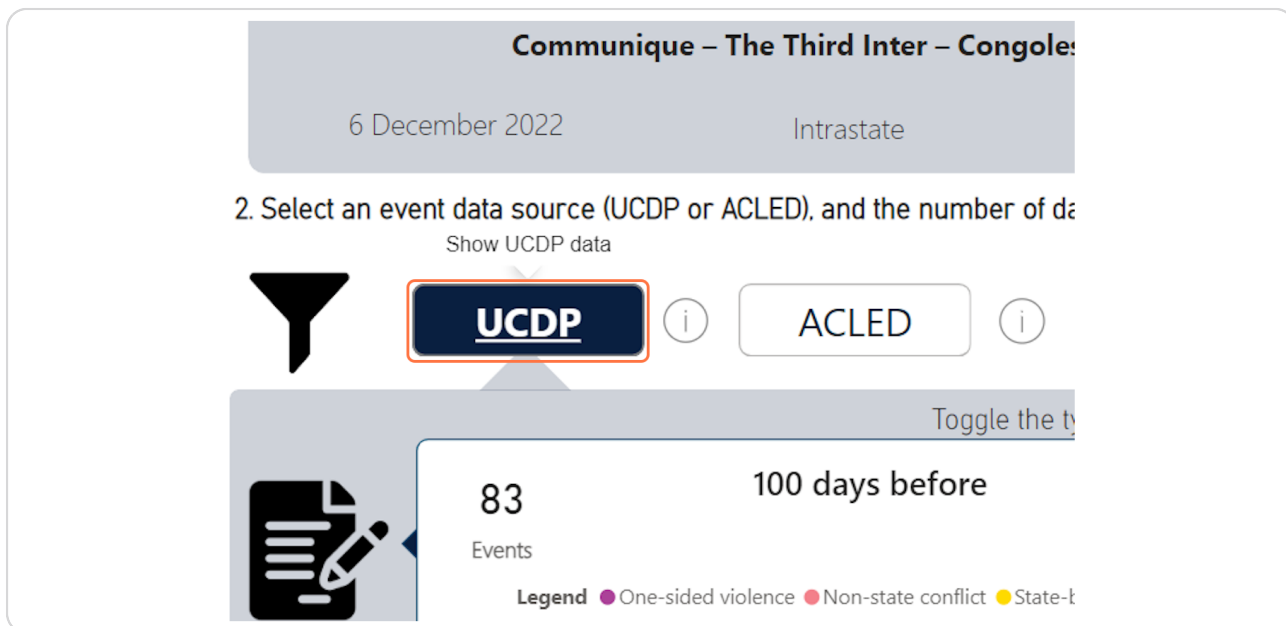 Communique – The Third Inter – Congoles
6 December 2022 Intrastate
2. Select an event data source (UCDP or ACLED), and the number of da
Show UCDP data
UCDP i ACLED i
Toggle the ty
83 100 days before
Events
Legend One-sided violence Non-state conflict State-b